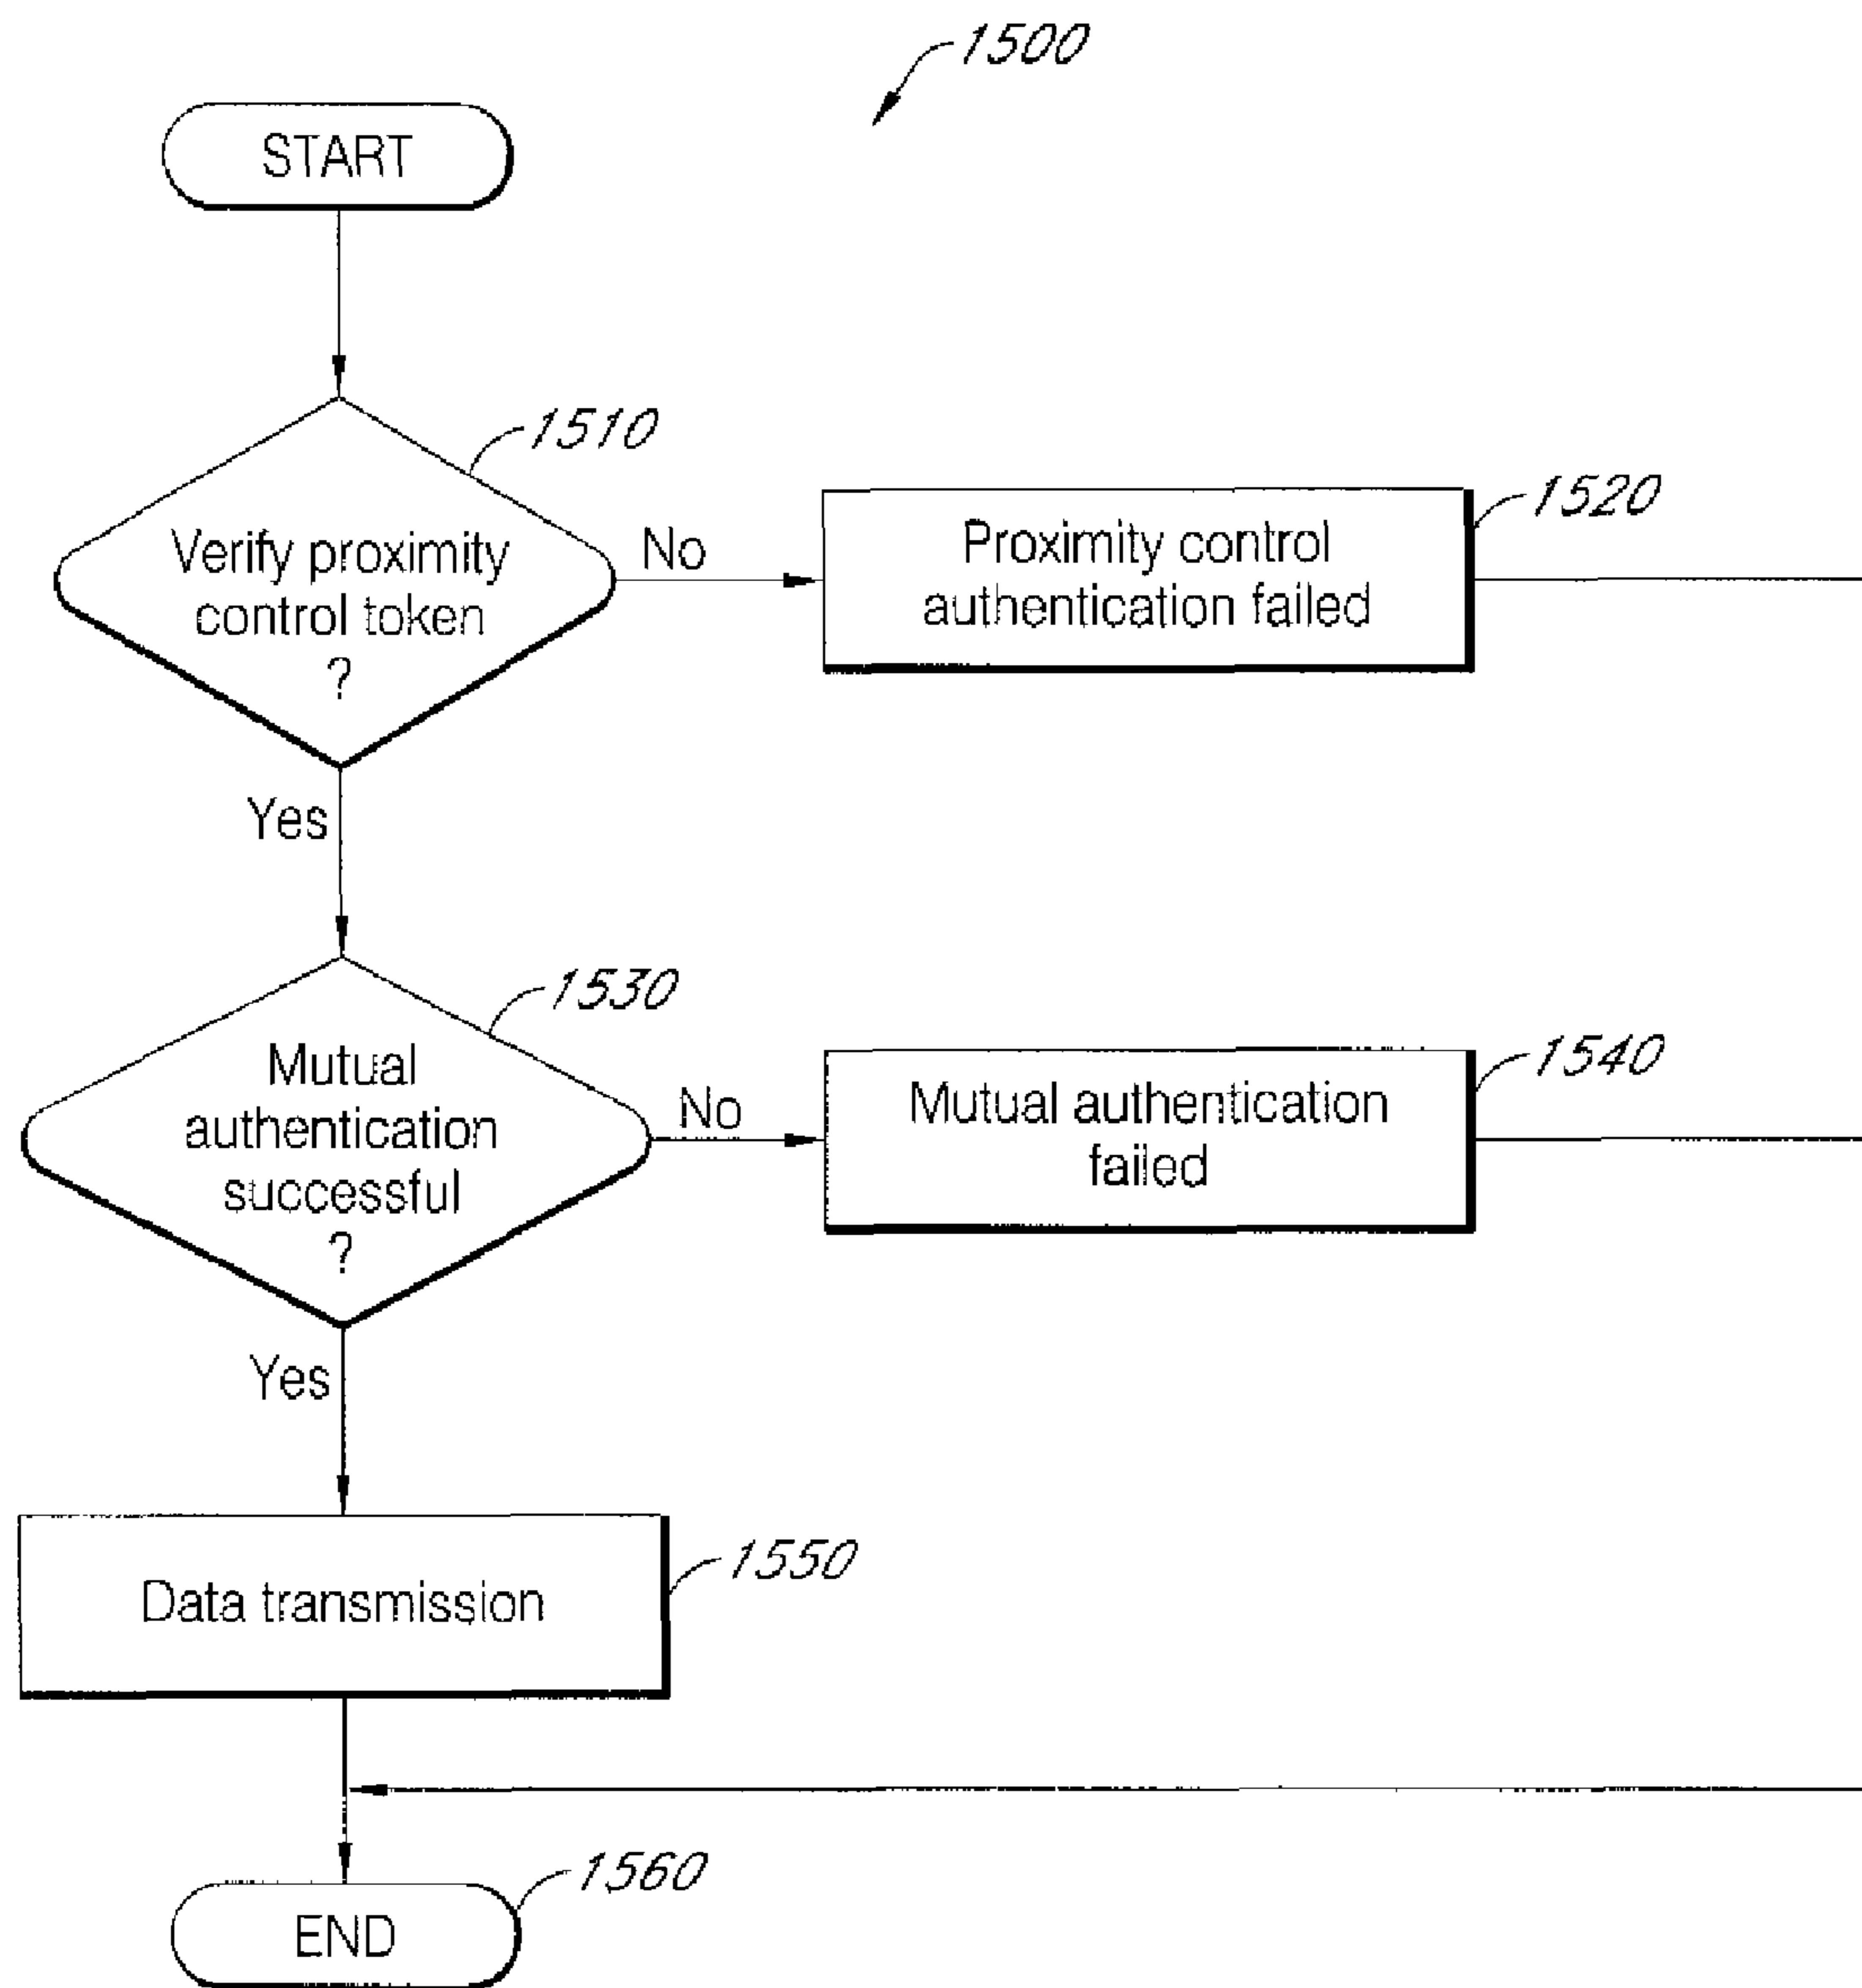 1500
START
1510
Verify proximity
control token
?
No
Proximity control
authentication failed
1520
Yes
1530
Mutual
authentication
successful
?
No
Mutual authentication
failed
1540
Yes
Data transmission
1550
1560
END